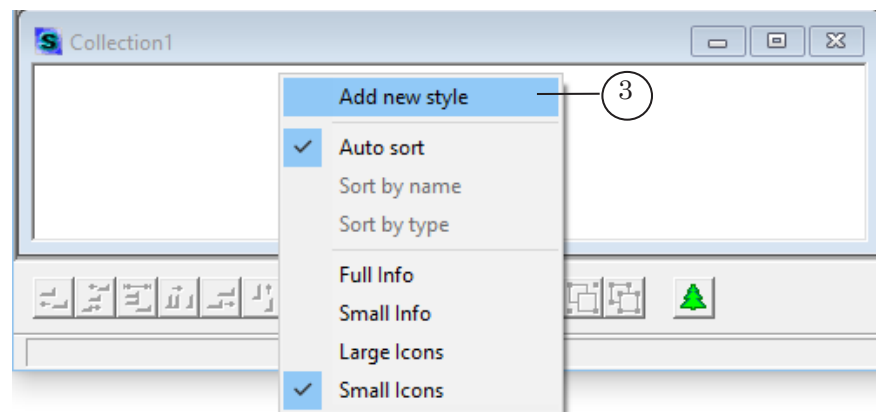 Collection1
Add new style
3
Auto sort
Sort by name
Sort by type
Full Info
Small Info
Large Icons
Small Icons